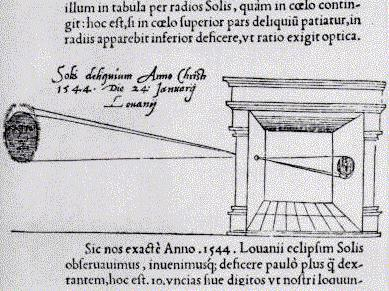 illum in tabula per radios Solis, quàm in cœlo contin-
git: hoc est, si in cœlo superior pars deliquiũ patiatur, in
radiis apparebit inferior deficere, vt ratio exigit optica.
Solis deliquium Anno Christi
1544. Die 24: Januarij
Louanij
Sic nos exactè Anno .1544. Louanii eclipsim Solis
obseruauimus, inuenimusq; deficere paulò plus q̃ dex-
tantem, hoc est .10. vncias siue digitos vt nostri loquun-